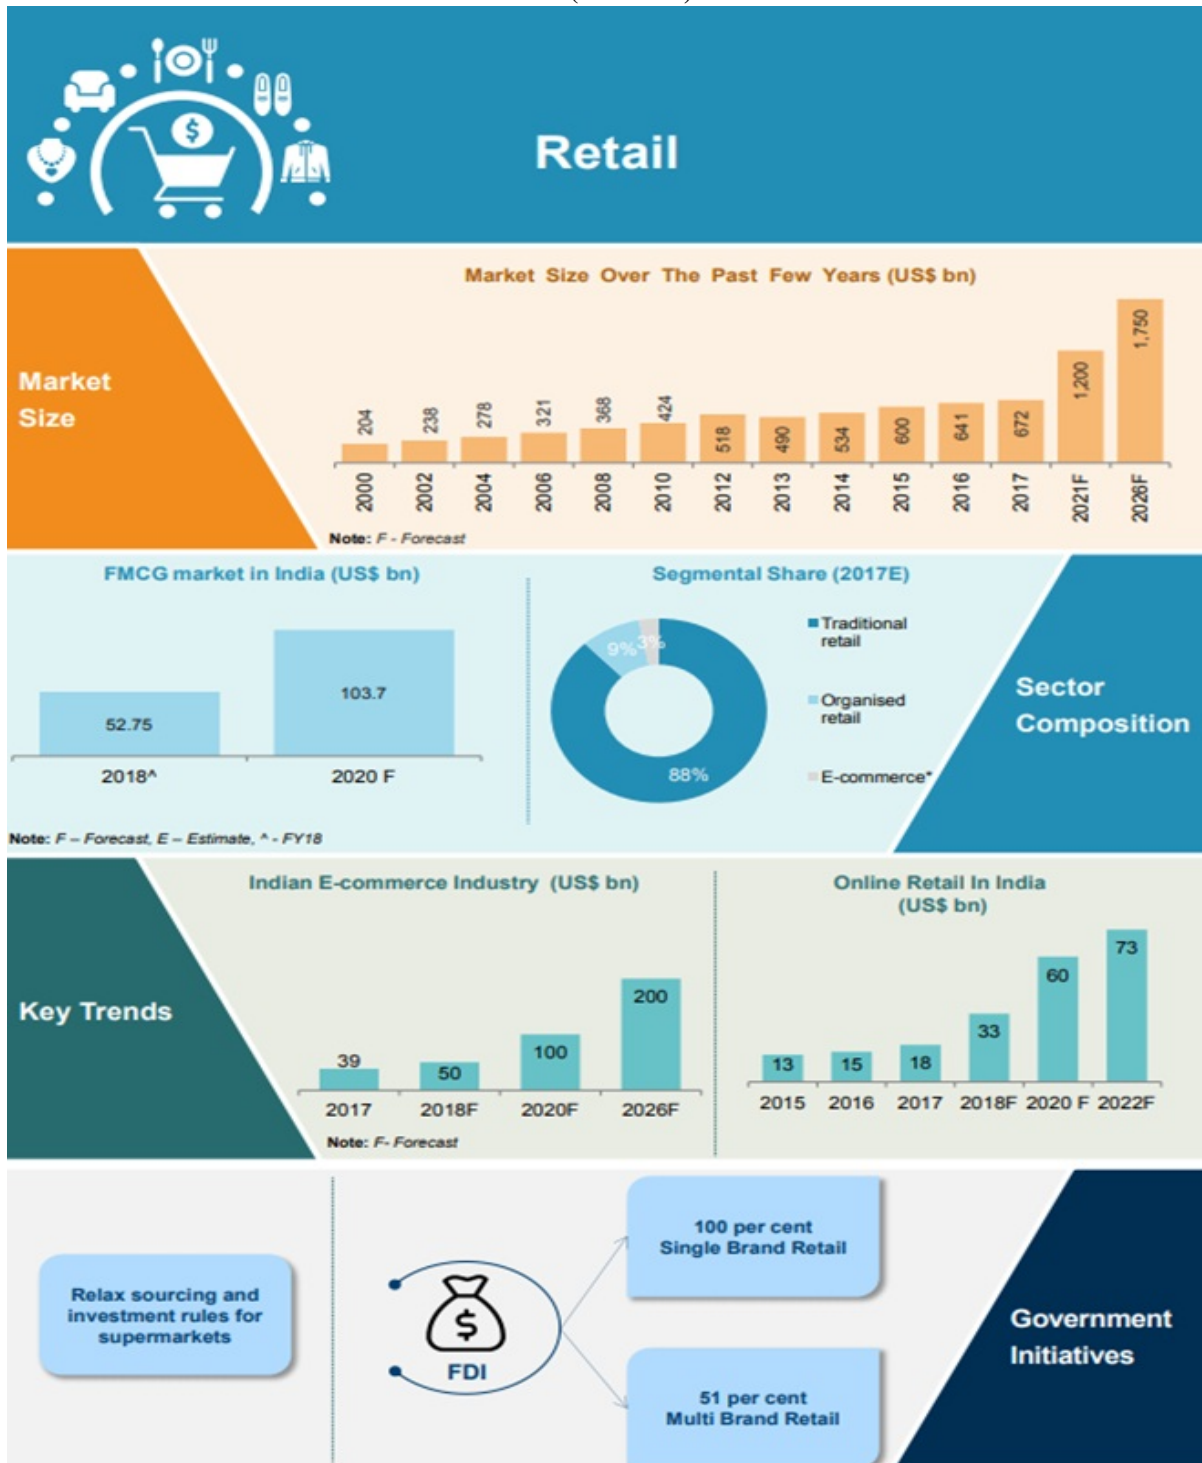 Retail
Market Size Over The Past Few Years (US$ bn)
Market
Size
204
238
278
321
368
424
518
490
534
600
641
672
1,200
1,750
2000
2002
2004
2006
2008
2010
2012
2013
2014
2015
2016
2017
2021F
2026F
Note: F - Forecast
FMCG market in India (US$ bn)
52.75
103.7
2018^
2020 F
Note: F – Forecast, E – Estimate, ^ - FY18
Segmental Share (2017E)
9%
3%
88%
Traditional
retail
Organised
retail
E-commerce*
Sector
Composition
Key Trends
Indian E-commerce Industry (US$ bn)
39
50
100
200
2017
2018F
2020F
2026F
Note: F- Forecast
Online Retail In India
(US$ bn)
13
15
18
33
60
73
2015
2016
2017
2018F
2020 F
2022F
Relax sourcing and
investment rules for
supermarkets
$
FDI
100 per cent
Single Brand Retail
51 per cent
Multi Brand Retail
Government
Initiatives